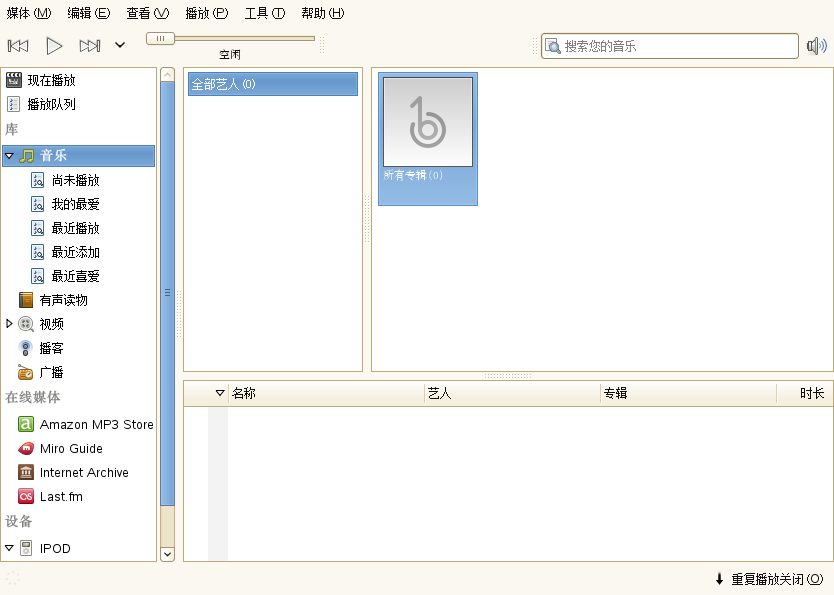 媒体 (M) 编辑 (E) 查看 (V) 播放 (P) 工具 (T) 帮助 (H)
空闲
搜索您的音乐
现在播放
播放队列
库
音乐
尚未播放
我的最爱
最近播放
最近添加
最近喜爱
有声读物
视频
播客
广播
在线媒体
Amazon MP3 Store
Miro Guide
Internet Archive
Last.fm
设备
IPOD
全部艺人 (0)
所有专辑 (0)
名称 艺人 专辑 时长
重复播放关闭 (O)